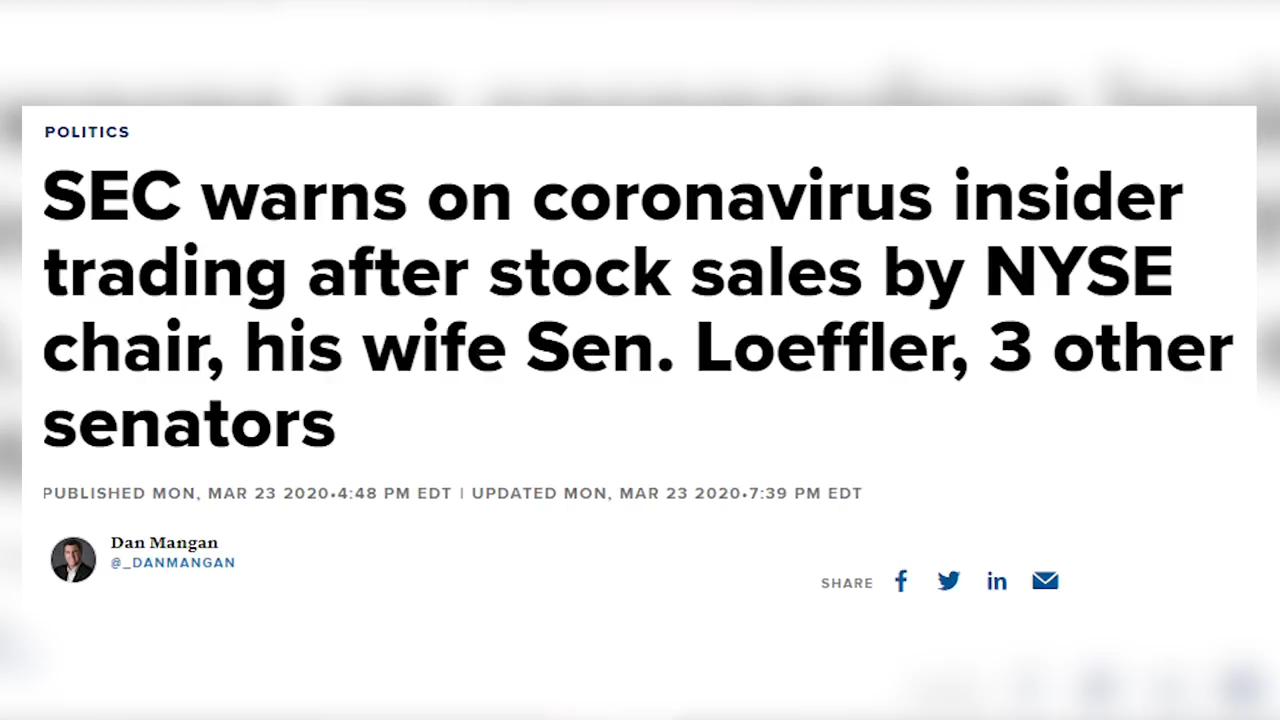 POLITICS
SEC warns on coronavirus insider
trading after stock sales by NYSE
chair, his wife Sen. Loeffler, 3 other
senators
PUBLISHED MON, MAR 23 2020•4:48 PM EDT | UPDATED MON, MAR 23 2020•7:39 PM EDT
Dan Mangan
@_DANMANGAN
SHARE